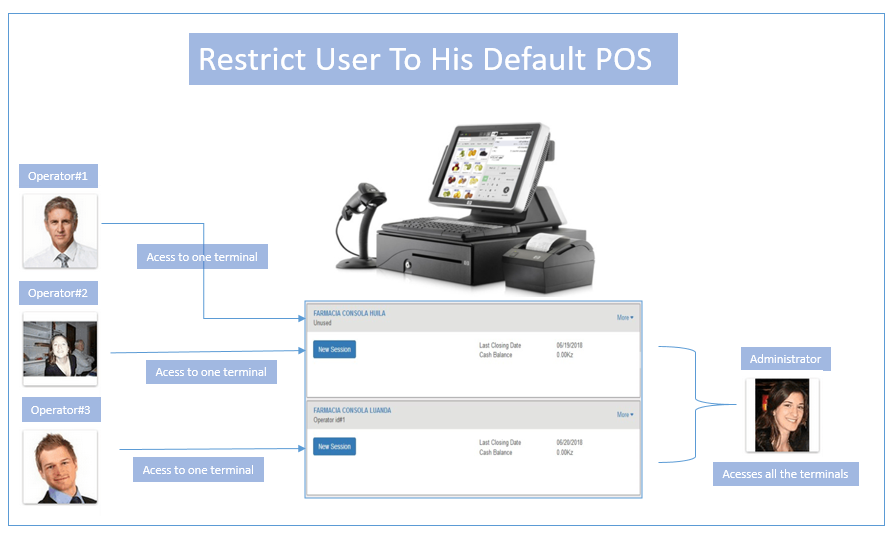 Restrict User To His Default POS
Operator#1
Acess to one terminal
Operator#2
Acess to one terminal
Operator#3
Acess to one terminal
FARMACIA CONSOLA HUILA
More
Unused
New Session
Last Closing Date 06/19/2018
Cash Balance 0.00Kz
FARMACIA CONSOLA LUANDA
More
Operator id#1
New Session
Last Closing Date 06/20/2018
Cash Balance 0.00Kz
Administrator
Acesses all the terminals